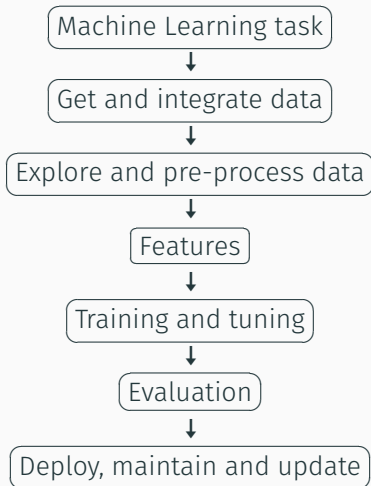 Machine Learning task
Get and integrate data
Explore and pre-process data
Features
Training and tuning
Evaluation
Deploy, maintain and update